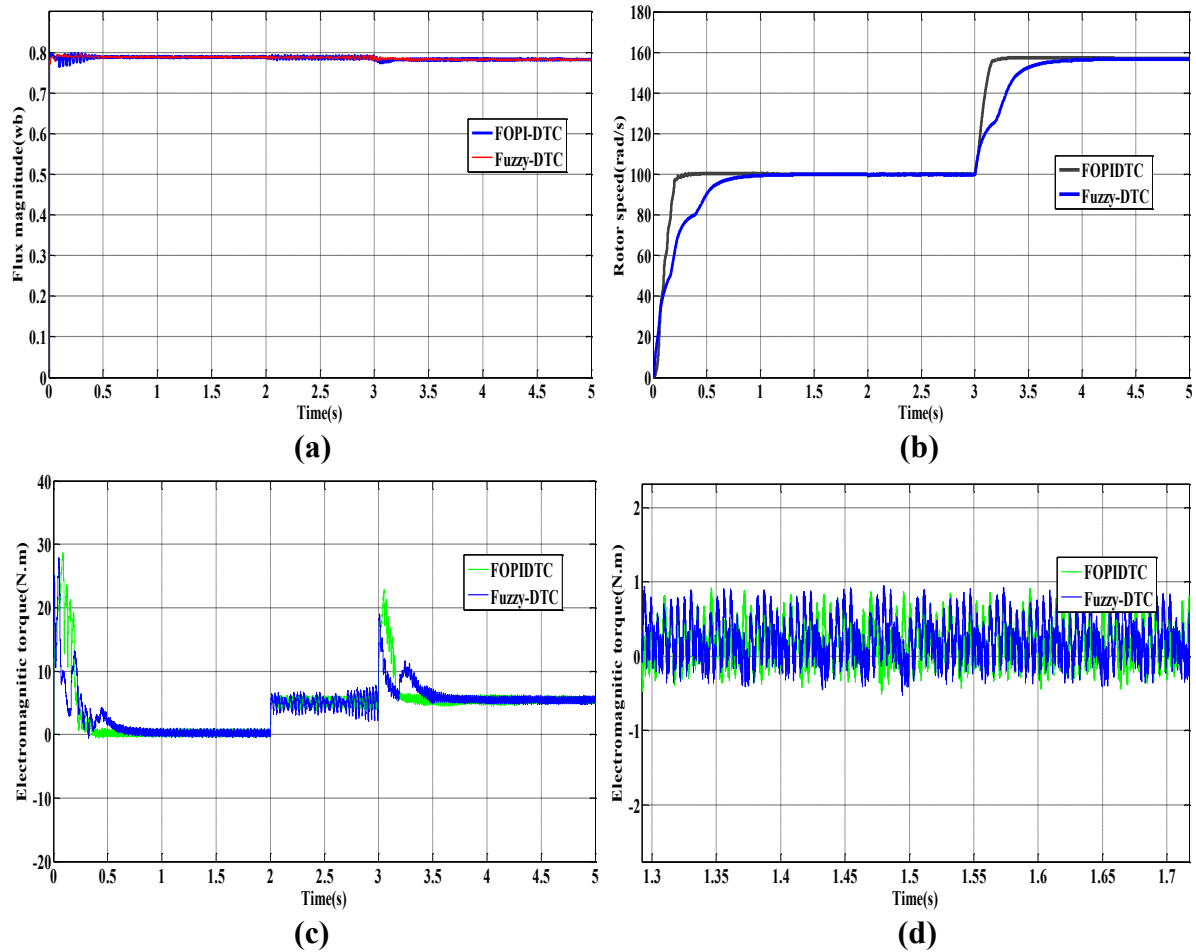 0.9
0.8
0.7
0.6
0.5
0.4
0.3
0.2
0.1
0
Flux magnitude(wb)
FOPI-DTC
Fuzzy-DTC
0 0.5 1 1.5 2 2.5 3 3.5 4 4.5 5
Time(s)
(a)
180
160
140
120
100
80
60
40
20
0
Rotor speed(rad/s)
FOPIDTC
Fuzzy-DTC
0 0.5 1 1.5 2 2.5 3 3.5 4 4.5 5
Time(s)
(b)
40
30
20
10
0
-10
-20
Electromagnitic torque(N.m)
FOPIDTC
Fuzzy-DTC
0 0.5 1 1.5 2 2.5 3 3.5 4 4.5 5
Time(s)
(c)
2
1
0
-1
-2
Electromagnitic torque(N.m)
FOPIDTC
Fuzzy-DTC
1.3 1.35 1.4 1.45 1.5 1.55 1.6 1.65 1.7
Time(s)
(d)